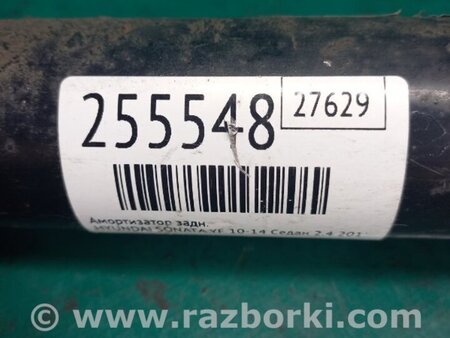 255548
27629
Амортизатор задн.
HYUNDAI SONATA YF 10-14 Седан 2.4 201
© www.razborki.com